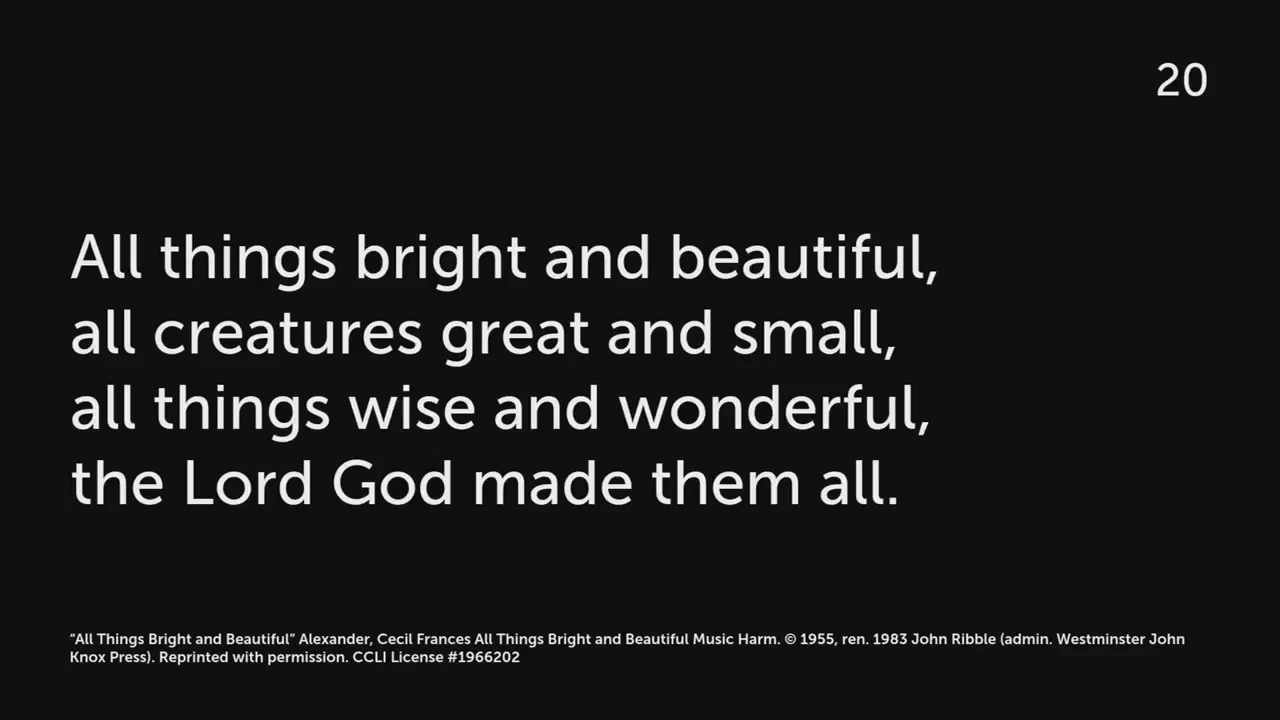 20
All things bright and beautiful,
all creatures great and small,
all things wise and wonderful,
the Lord God made them all.
“All Things Bright and Beautiful” Alexander, Cecil Frances All Things Bright and Beautiful Music Harm. © 1955, ren. 1983 John Ribble (admin. Westminster John
Knox Press). Reprinted with permission. CCLI License #1966202